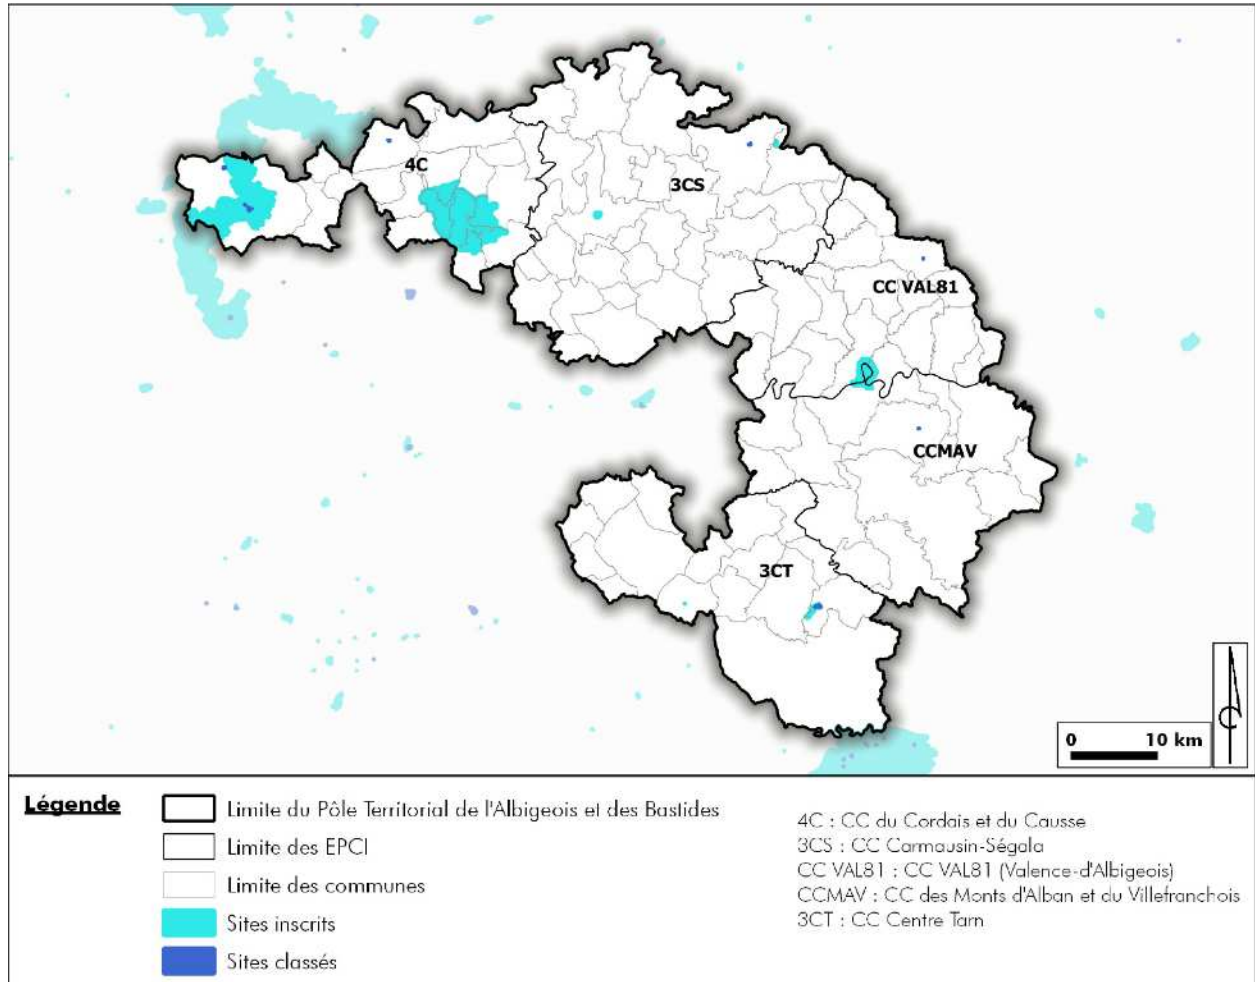 4C
3CS
CC VAL81
CCMAV
3CT
0 10 km
Légende
Limite du Pôle Territorial de l'Albigeois et des Bastides
Limite des EPCI
Limite des communes
Sites inscrits
Sites classés
4C : CC du Cordais et du Causse
3CS : CC Carmausin-Ségala
CC VAL81 : CC VAL81 (Valence-d'Albigeois)
CCMAV : CC des Monts d'Alban et du Villefranchois
3CT : CC Centre Tarn